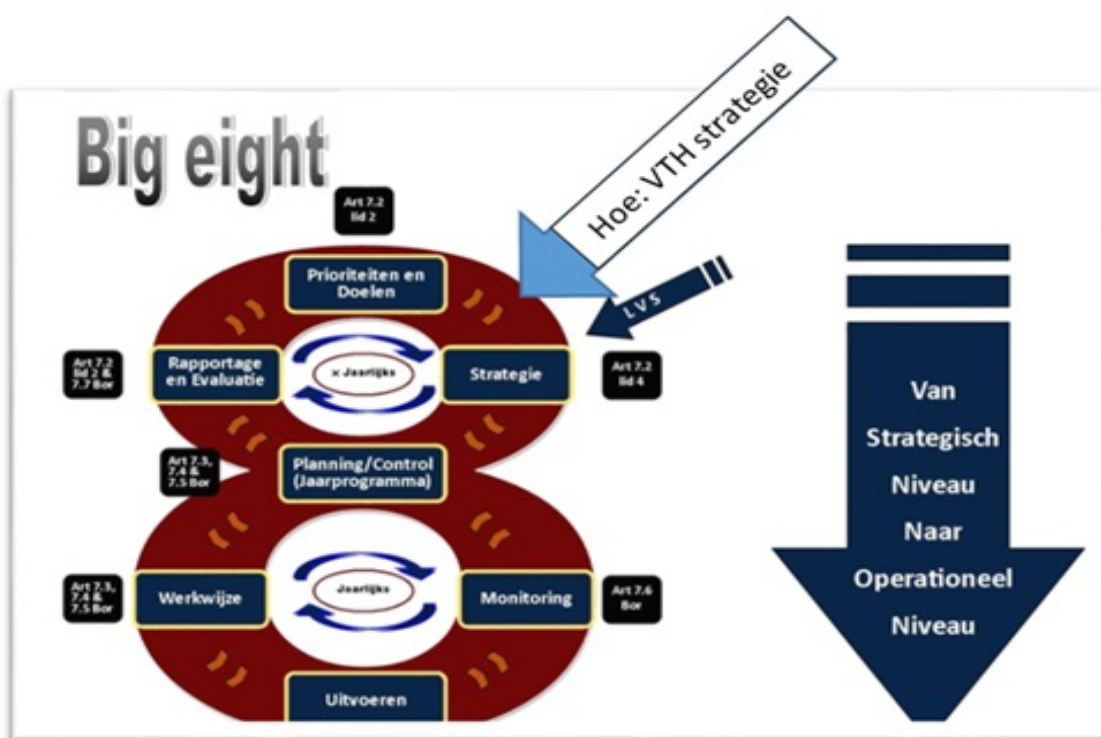 Big eight
Hoe: VTH strategie
Art 7.2
lid 2
Prioriteiten en
Doelen
L V S
Art 7.2
lid 2 &
7.7 Bor
Rapportage
en Evaluatie
x Jaarlijks
Strategie
Art 7.2
lid 4
Art 7.3,
7.4 &
7.5 Bor
Planning/Control
(Jaarprogramma)
Art 7.3,
7.4 &
7.5 Bor
Werkwijze
Jaarlijks
Monitoring
Art 7.6
Bor
Uitvoeren
Van
Strategisch
Niveau
Naar
Operationeel
Niveau